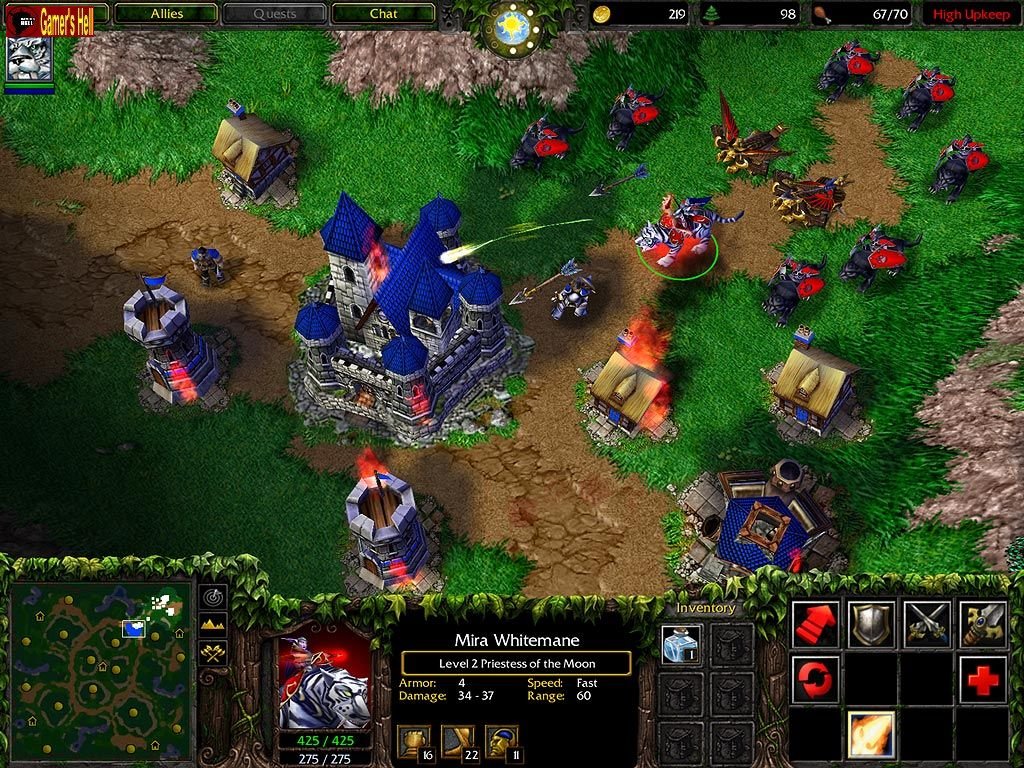 Gamer's Hell
Allies
Quests
Chat
219
98
67/70
High Upkeep
Mira Whitemane
Level 2 Priestess of the Moon
Armor: 4
Speed: Fast
Damage: 34 - 37
Range: 60
425 / 425
275 / 275
16
22
11
Inventory
1